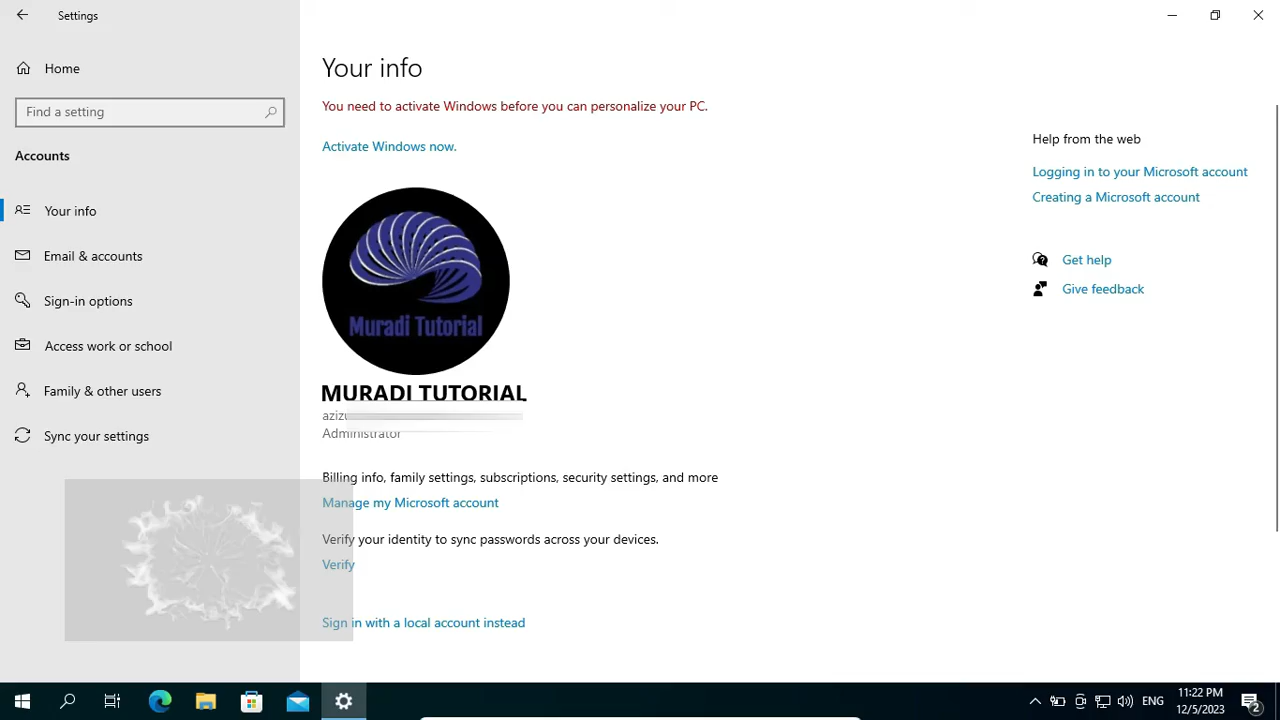 Settings
Home
Find a setting
Accounts
Your info
Email & accounts
Sign-in options
Access work or school
Family & other users
Sync your settings
Your info
You need to activate Windows before you can personalize your PC.
Activate Windows now.
Muradi Tutorial
MURADI TUTORIAL
Administrator
Billing info, family settings, subscriptions, security settings, and more
Manage my Microsoft account
Verify your identity to sync passwords across your devices.
Verify
Sign in with a local account instead
Help from the web
Logging in to your Microsoft account
Creating a Microsoft account
Get help
Give feedback
ENG
11:22 PM
12/5/2023
2